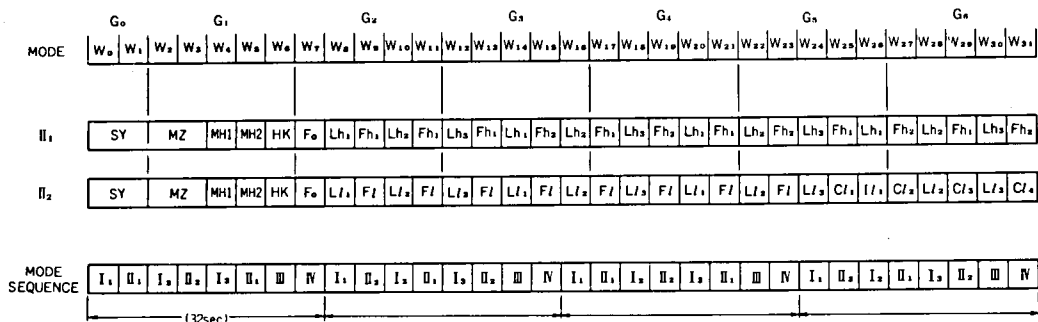 G₀ G₁ G₂ G₃ G₄ G₅ G₆
MODE W₀ W₁ W₂ W₃ W₄ W₅ W₆ W₇ W₈ W₉ W₁₀ W₁₁ W₁₂ W₁₃ W₁₄ W₁₅ W₁₆ W₁₇ W₁₈ W₁₉ W₂₀ W₂₁ W₂₂ W₂₃ W₂₄ W₂₅ W₂₆ W₂₇ W₂₈ W₂₉ W₃₀ W₃₁
Ⅱ₁ SY MZ MH1 MH2 HK F₀ Lh₁ Fh₁ Lh₂ Fh₁ Lh₃ Fh₁ Lh₁ Fh₂ Lh₂ Fh₁ Lh₃ Fh₂ Lh₁ Fh₁ Lh₂ Fh₂ Lh₃ Fh₁ Lh₁ Fh₂ Lh₂ Fh₁ Lh₃ Fh₂
Ⅱ₂ SY MZ MH1 MH2 HK F₀ Ll₁ Fl Ll₂ Fl Ll₃ Fl Ll₁ Fl Ll₂ Fl Ll₃ Fl Ll₁ Fl Ll₂ Fl Ll₃ Cl₁ Ll₁ Cl₂ Ll₂ Cl₃ Ll₃ Cl₄
MODE
SEQUENCE
Ⅰ₁ Ⅱ₁ Ⅰ₂ Ⅱ₂ Ⅰ₃ Ⅱ₁ Ⅲ Ⅳ Ⅰ₁ Ⅱ₂ Ⅰ₂ Ⅱ₁ Ⅰ₃ Ⅱ₂ Ⅲ Ⅳ Ⅰ₁ Ⅱ₁ Ⅰ₂ Ⅱ₂ Ⅰ₃ Ⅱ₁ Ⅲ Ⅳ Ⅰ₁ Ⅱ₂ Ⅰ₂ Ⅱ₁ Ⅰ₃ Ⅱ₂ Ⅲ Ⅳ
(32sec)